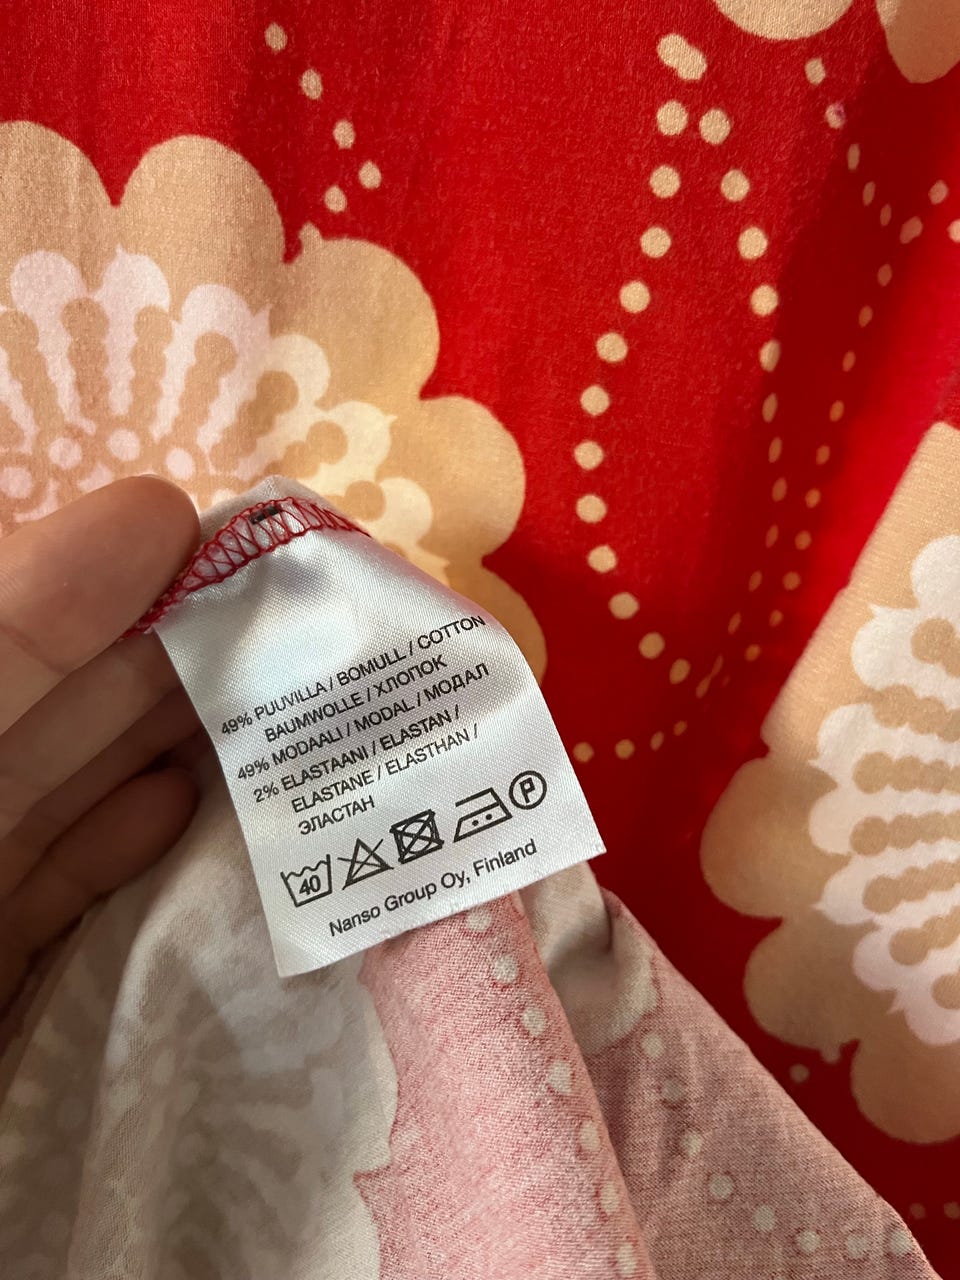 49% PUUVILLA / BOMULL / COTTON
BAUMWOLLE / ХЛОПОК
49% MODAALI / MODAL / МОДАЛ
2% ELASTAANI / ELASTAN /
ELASTANE / ELASTHAN /
ЭЛАСТАН
40 P
Nanso Group Oy, Finland